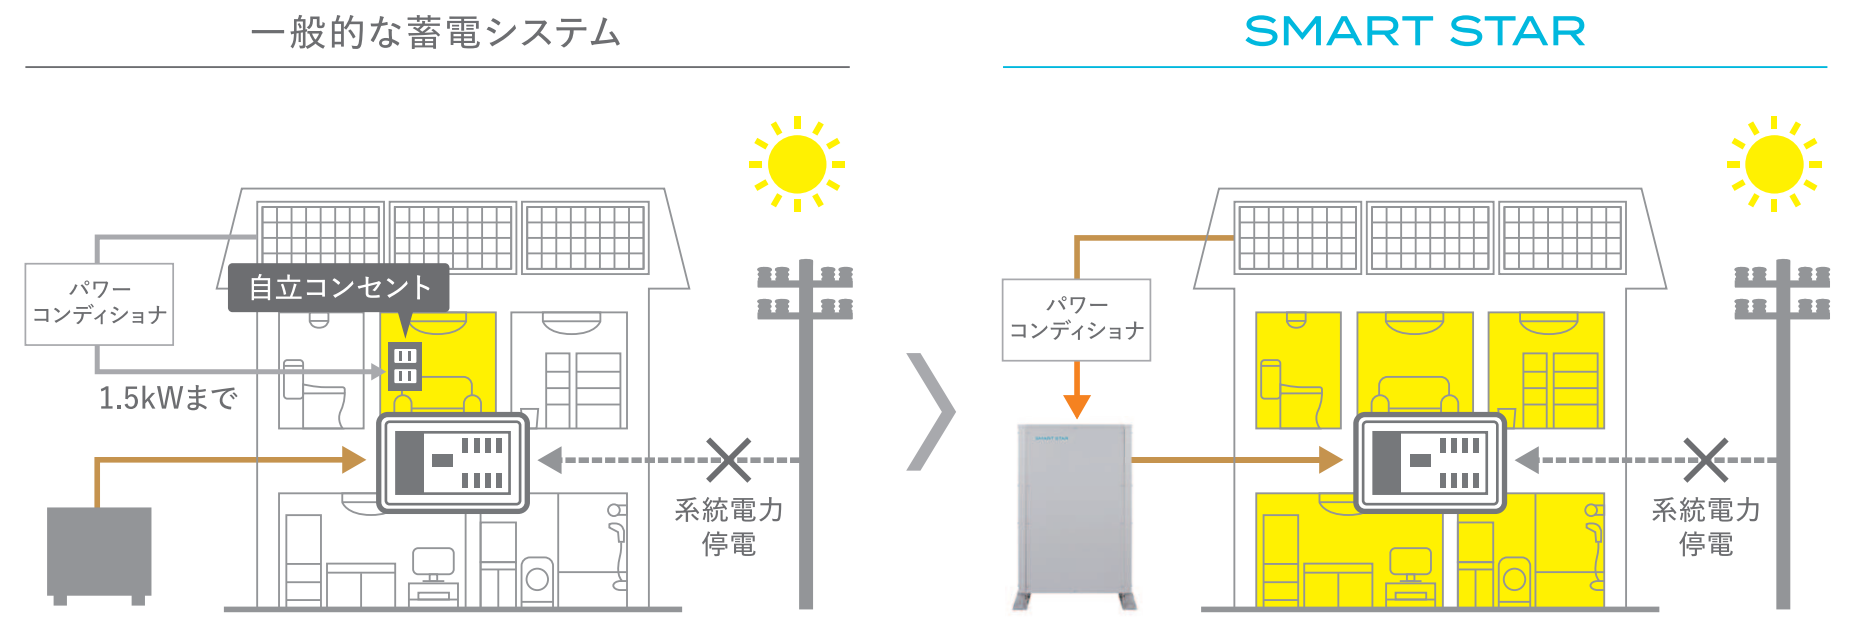 一般的な蓄電システム
SMART STAR
自立コンセント
パワー
コンディショナ
1.5kWまで
系統電力
停電
パワー
コンディショナ
SMART STAR
系統電力
停電